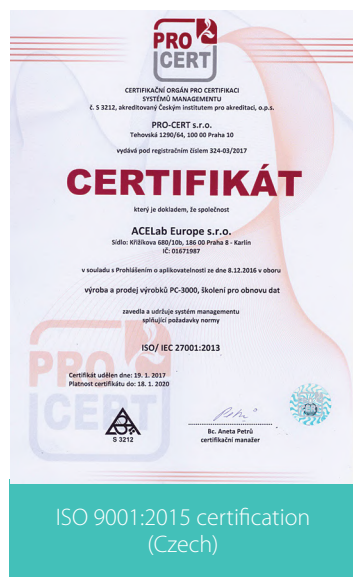 PRO
CERT
CERTIFIKAČNÍ ORGÁN PRO CERTIFIKACI
SYSTÉMŮ MANAGEMENTU
č. S 3212, akreditovaný Českým institutem pro akreditaci, o.p.s.
PRO-CERT s.r.o.
Tehovská 1290/64, 100 00 Praha 10
vydává pod registračním číslem 324-03/2017
CERTIFIKÁT
který je dokladem, že společnost
ACELab Europe s.r.o.
Sídlo: Křižíkova 680/10b, 186 00 Praha 8 - Karlín
IČ: 01671987
v souladu s Prohlášením o aplikovatelnosti ze dne 8.12.2016 v oboru
výroba a prodej výrobků PC-3000, školení pro obnovu dat
zavedla a udržuje systém managementu
splňující požadavky normy
ISO/ IEC 27001:2013
PRO
CERT
Certifikát udělen dne: 19. 1. 2017
Platnost certifikátu do: 18. 1. 2020
S 3212
Bc. Aneta Petrů
certifikační manažer
ISO 9001:2015 certification
(Czech)